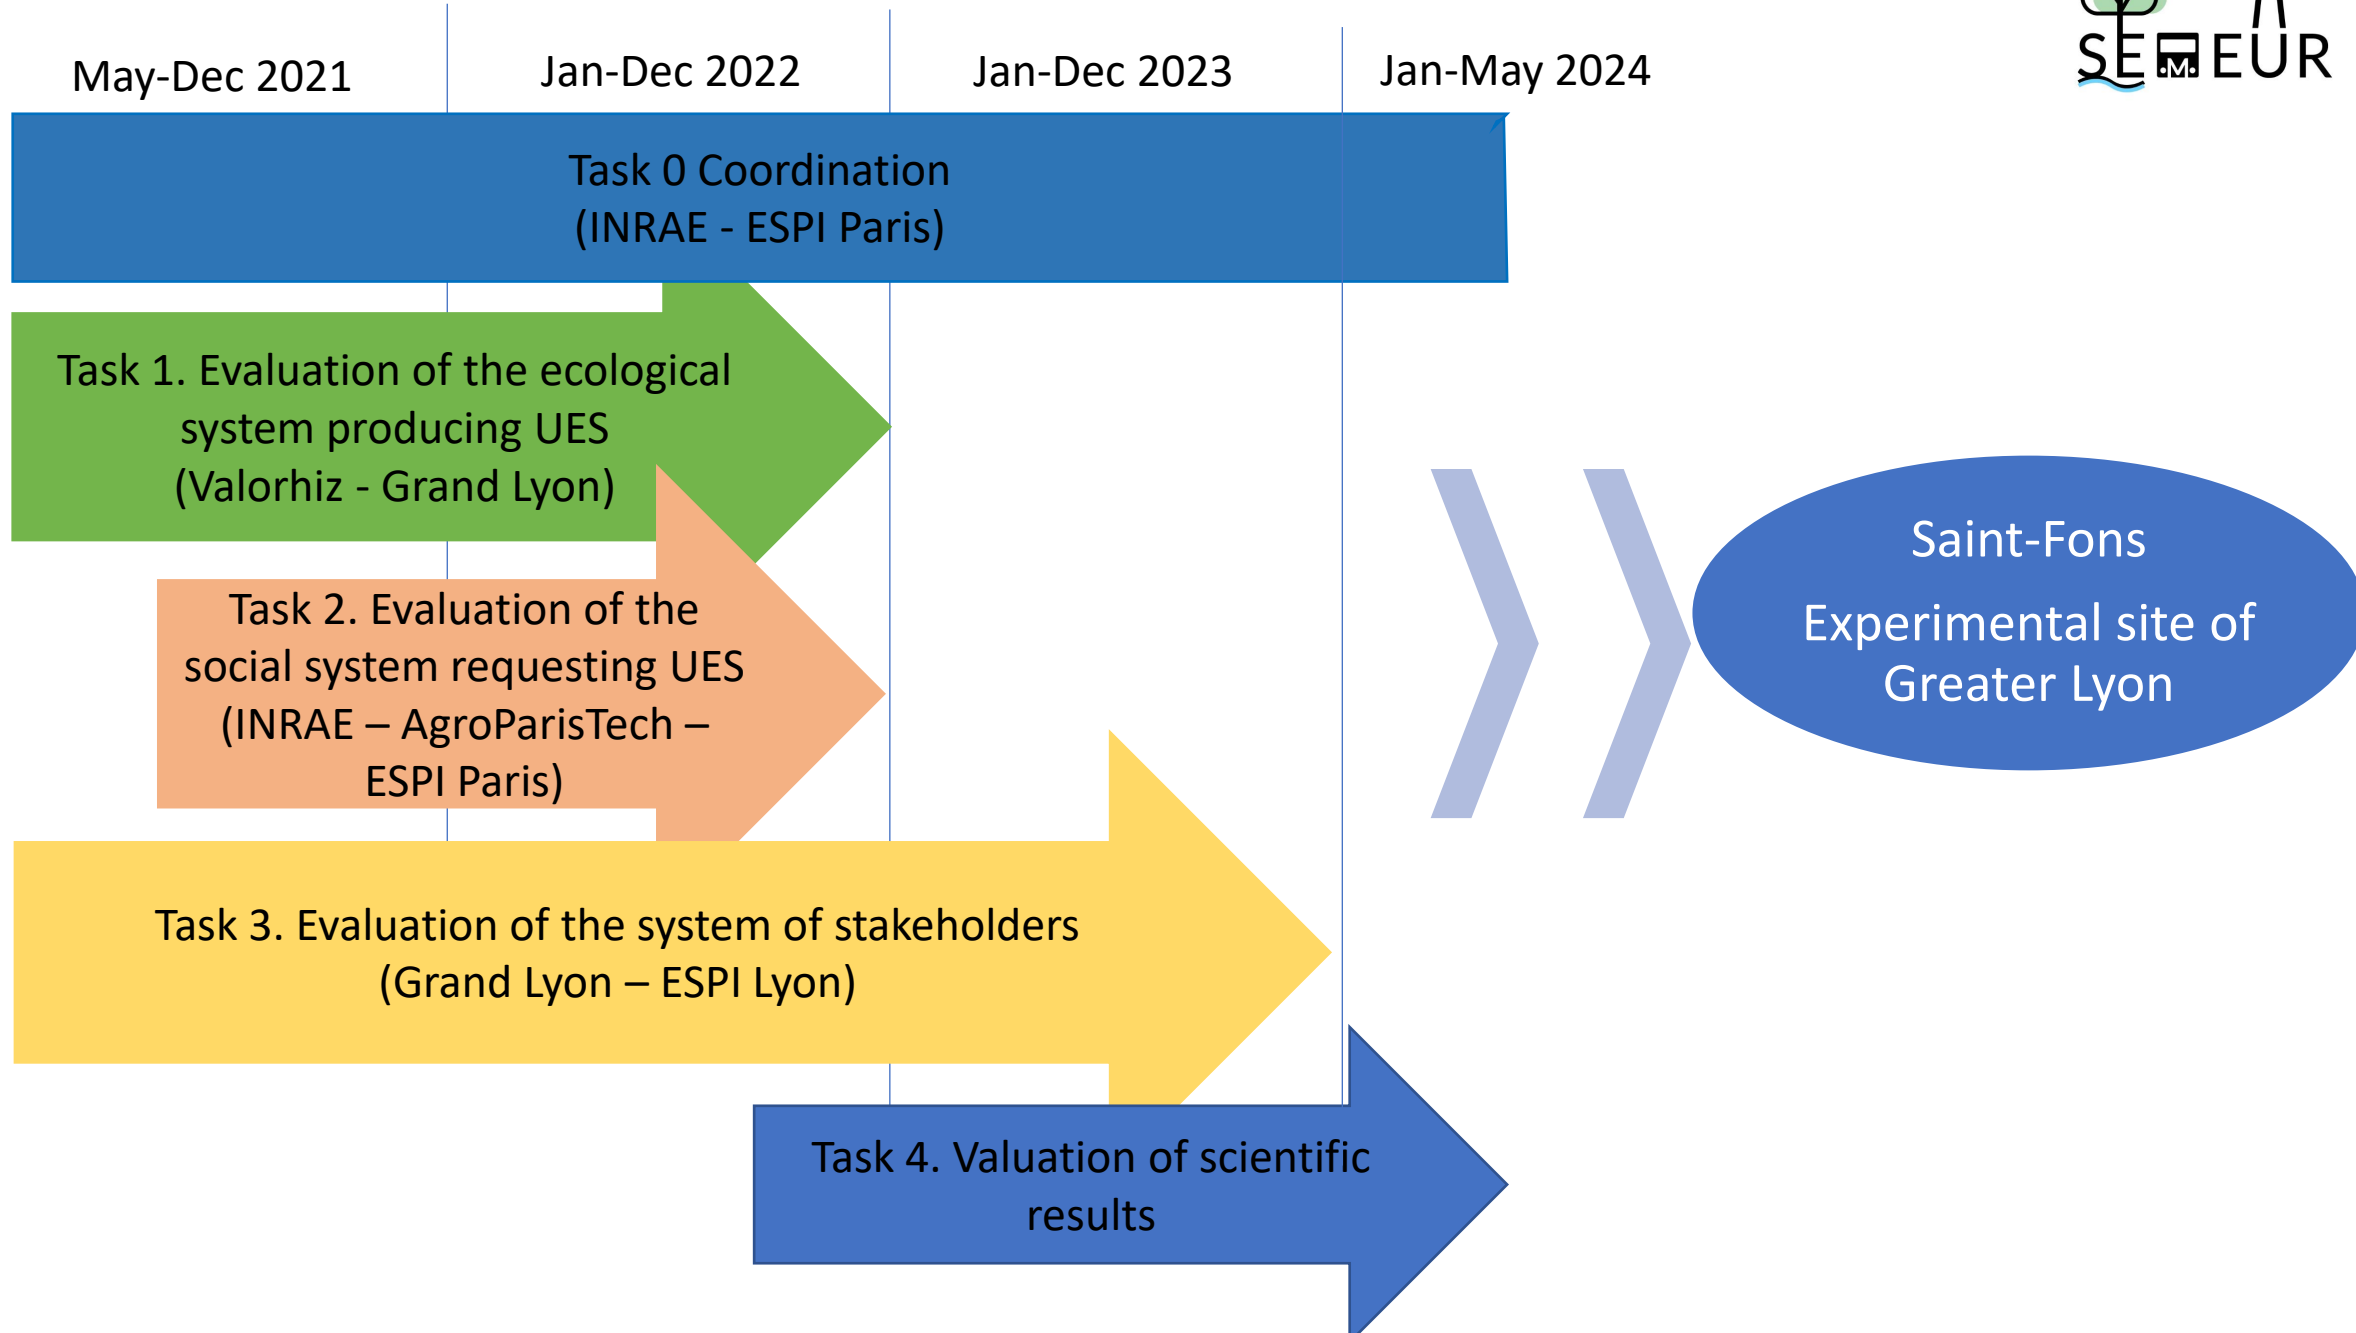 May-Dec 2021
Jan-Dec 2022
Jan-Dec 2023
Jan-May 2024
SEMEUR
Task 0 Coordination
(INRAE - ESPI Paris)
Task 1. Evaluation of the ecological
system producing UES
(Valorhiz - Grand Lyon)
Task 2. Evaluation of the
social system requesting UES
(INRAE – AgroParisTech –
ESPI Paris)
Task 3. Evaluation of the system of stakeholders
(Grand Lyon – ESPI Lyon)
Task 4. Valuation of scientific
results
Saint-Fons
Experimental site of
Greater Lyon